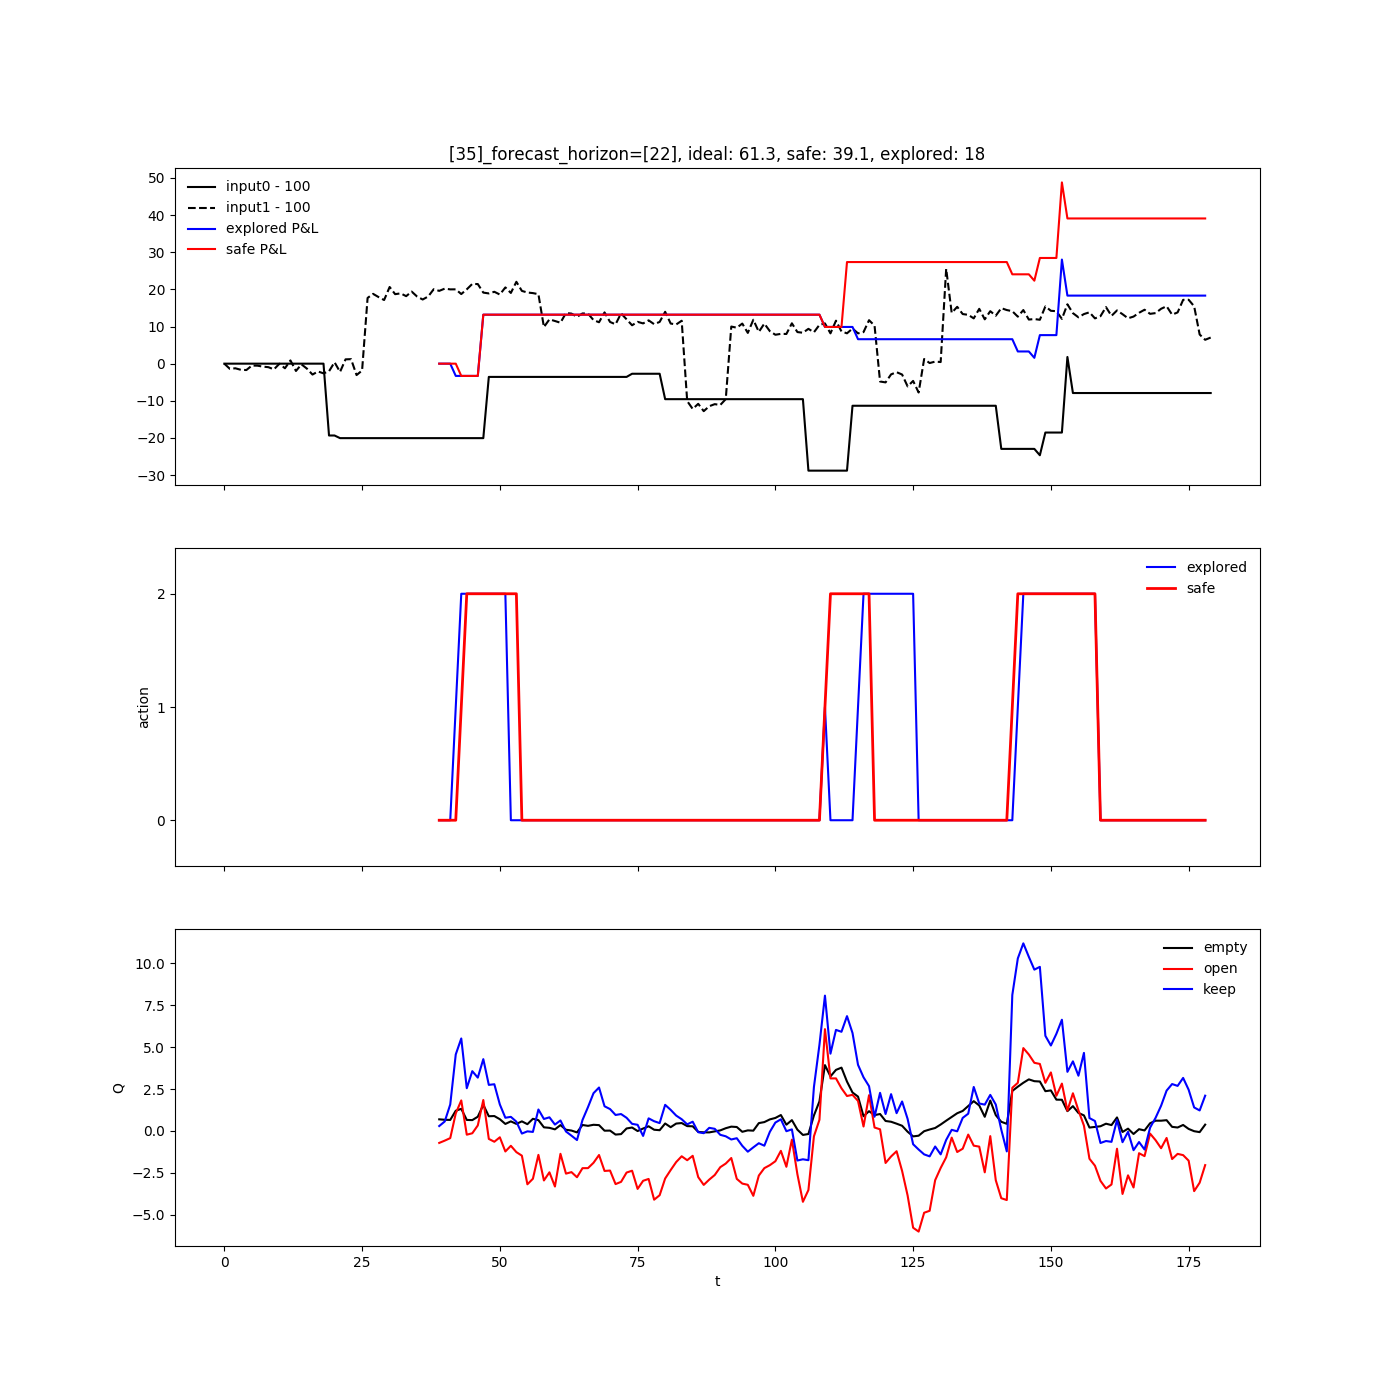 [35]_forecast_horizon=[22], ideal: 61.3, safe: 39.1, explored: 18
50
40
30
20
10
0
−10
−20
−30
input0 - 100
input1 - 100
explored P&L
safe P&L
2
1
0
action
explored
safe
10.0
7.5
5.0
2.5
0.0
−2.5
−5.0
Q
empty
open
keep
0 25 50 75 100 125 150 175
t